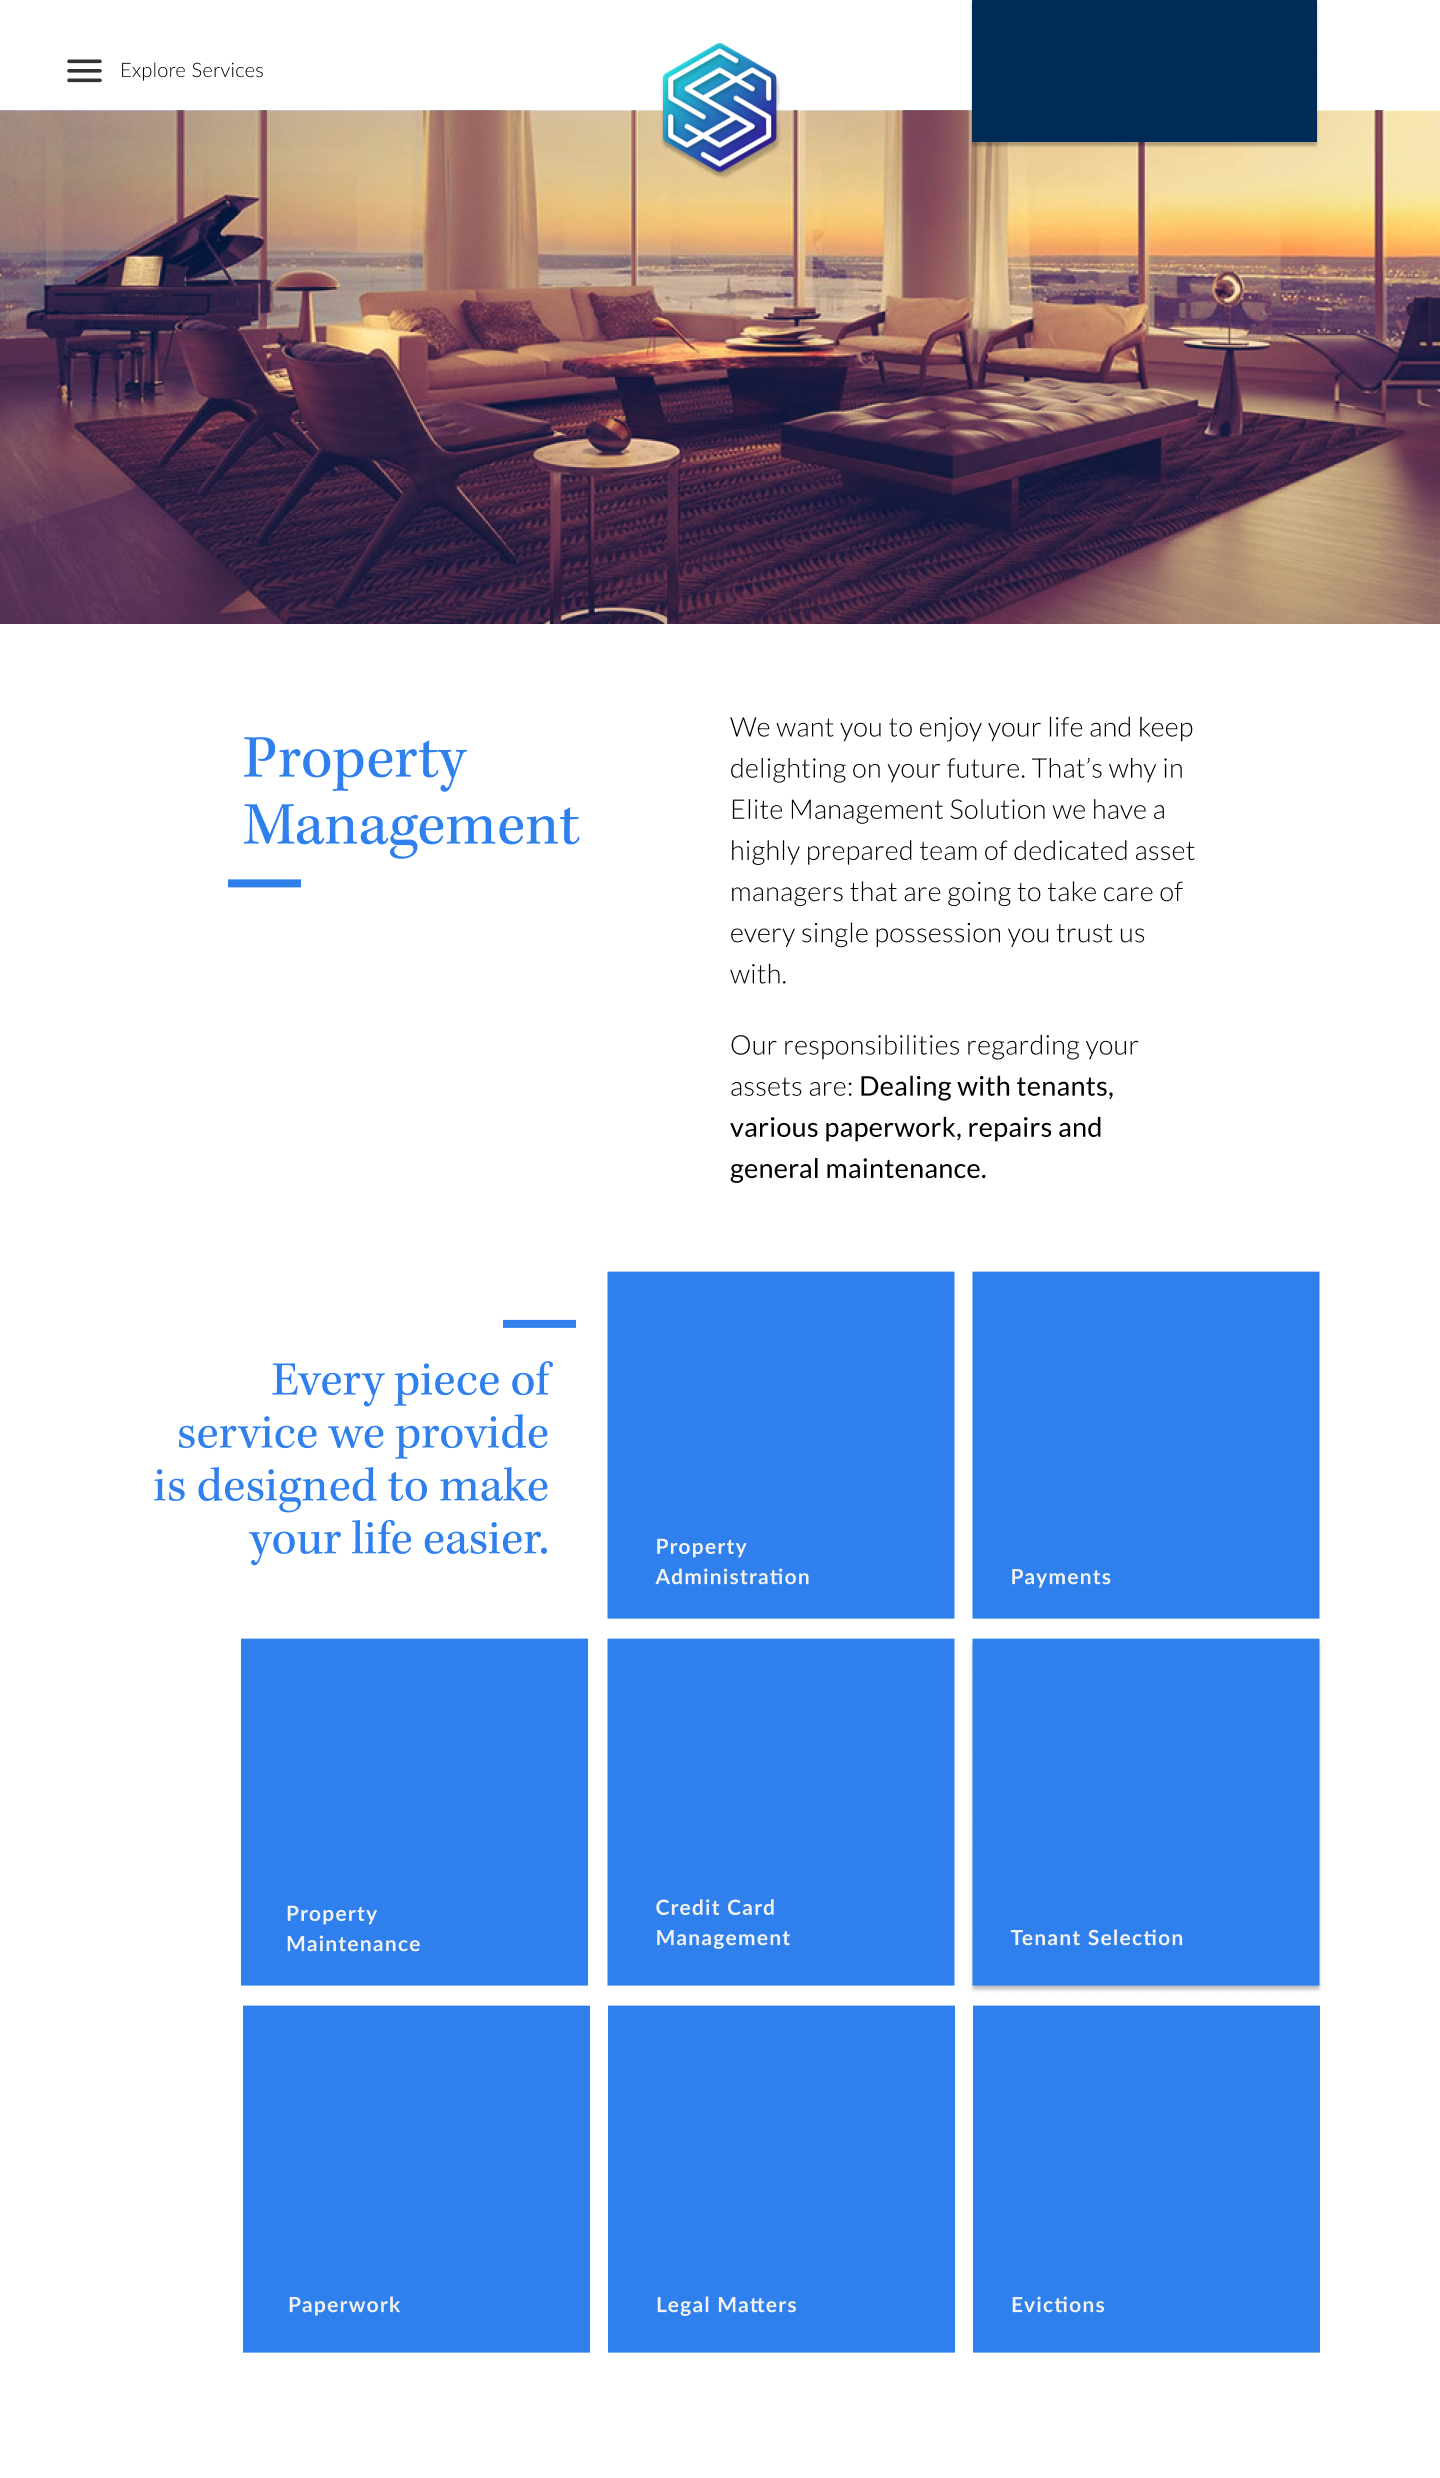 Explore Services
Property
Management
We want you to enjoy your life and keep
delighting on your future. That’s why in
Elite Management Solution we have a
highly prepared team of dedicated asset
managers that are going to take care of
every single possession you trust us
with.
Our responsibilities regarding your
assets are: Dealing with tenants,
various paperwork, repairs and
general maintenance.
Every piece of
service we provide
is designed to make
your life easier.
Property
Administration
Payments
Property
Maintenance
Credit Card
Management
Tenant Selection
Paperwork
Legal Matters
Evictions